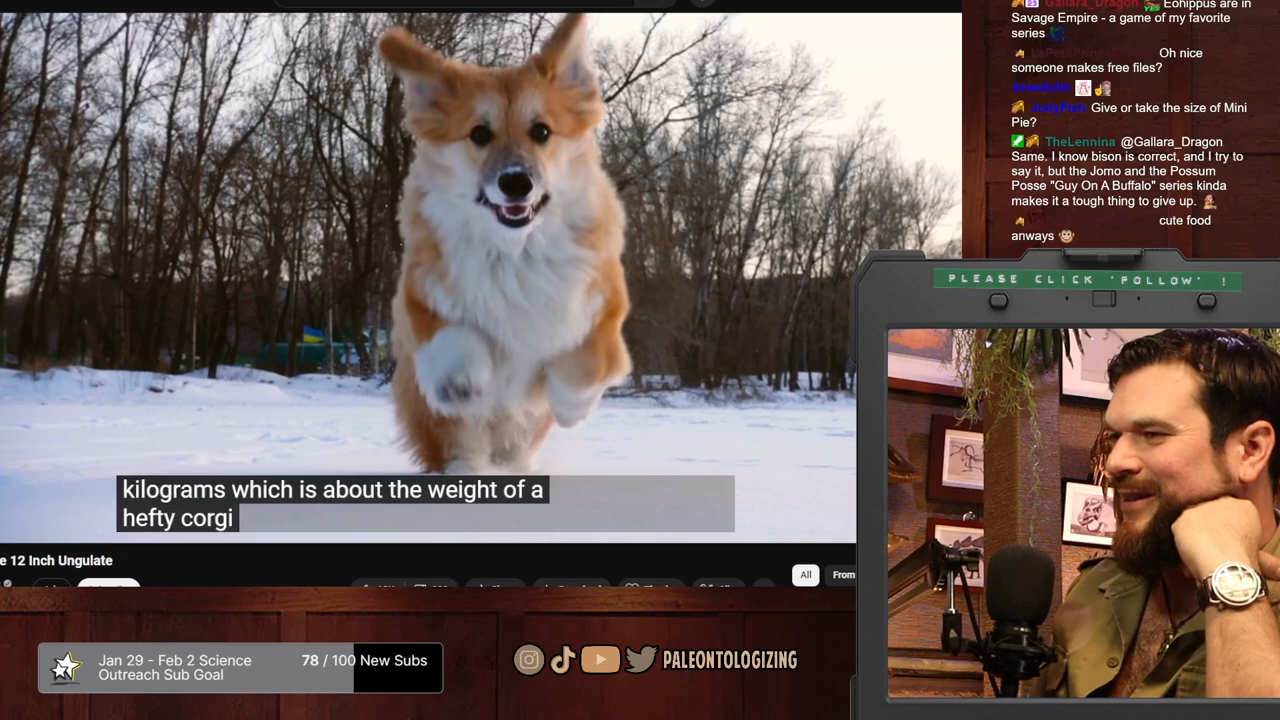 Gallara_Dragon Eohippus are in
Savage Empire - a game of my favorite
series
Oh nice
someone makes free files?
JodyFish Give or take the size of Mini
Pie?
TheLennina @Gallara_Dragon
Same. I know bison is correct, and I try to
say it, but the Jomo and the Possum
Posse "Guy On A Buffalo" series kinda
makes it a tough thing to give up.
cute food
anways
PLEASE CLICK 'FOLLOW' !
kilograms which is about the weight of a
hefty corgi
e 12 Inch Ungulate
All
From
Jan 29 - Feb 2 Science
Outreach Sub Goal
78 / 100 New Subs
PALEONTOLOGIZING